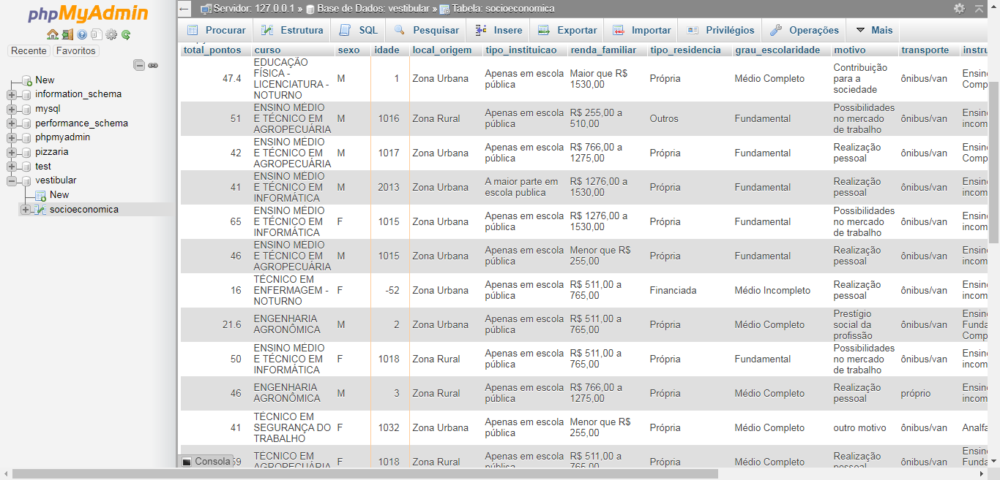 phpMyAdmin
Recente Favoritos
New
information_schema
mysql
performance_schema
phpmyadmin
pizzaria
test
vestibular
New
socioeconomica
Servidor: 127.0.0.1 » Base de Dados: vestibular » Tabela: socioeconomica
Procurar Estrutura SQL Pesquisar Insere Exportar Importar Privilégios Operações Mais
total_pontos curso sexo idade local_origem tipo_instituicao renda_familiar tipo_residencia grau_escolaridade motivo transporte instru
47.4 EDUCAÇÃO FÍSICA - LICENCIATURA - NOTURNO M 1 Zona Urbana Apenas em escola pública Maior que R$ 1530,00 Própria Médio Completo Contribuição para a sociedade ônibus/van Ensin Comp
51 ENSINO MÉDIO E TÉCNICO EM AGROPECUÁRIA M 1016 Zona Rural Apenas em escola pública R$ 255,00 a 510,00 Outros Fundamental Possibilidades no mercado de trabalho ônibus/van Ensin incom
42 ENSINO MÉDIO E TÉCNICO EM AGROPECUÁRIA M 1017 Zona Urbana Apenas em escola pública R$ 766,00 a 1275,00 Própria Fundamental Realização pessoal ônibus/van Ensin Comp
41 ENSINO MÉDIO E TÉCNICO EM INFORMÁTICA M 2013 Zona Urbana A maior parte em escola publica R$ 1276,00 a 1530,00 Própria Fundamental Realização pessoal ônibus/van Ensin incom
65 ENSINO MÉDIO E TÉCNICO EM INFORMÁTICA F 1015 Zona Urbana Apenas em escola pública R$ 1276,00 a 1530,00 Própria Fundamental Possibilidades no mercado de trabalho ônibus/van Ensin incom
46 ENSINO MÉDIO E TÉCNICO EM AGROPECUÁRIA M 1015 Zona Urbana Apenas em escola pública Menor que R$ 255,00 Própria Fundamental Realização pessoal ônibus/van Ensin incom
16 TÉCNICO EM ENFERMAGEM - NOTURNO F -52 Zona Urbana Apenas em escola pública R$ 511,00 a 765,00 Financiada Médio Incompleto Realização pessoal ônibus/van Ensin incom
21.6 ENGENHARIA AGRONÔMICA M 2 Zona Urbana Apenas em escola pública R$ 511,00 a 765,00 Própria Médio Completo Prestígio social da profissão ônibus/van Ensin Funda Comp
50 ENSINO MÉDIO E TÉCNICO EM INFORMÁTICA F 1018 Zona Rural Apenas em escola pública R$ 511,00 a 765,00 Própria Fundamental Possibilidades no mercado de trabalho ônibus/van Ensin incom
46 ENGENHARIA AGRONÔMICA M 3 Zona Rural Apenas em escola pública R$ 766,00 a 1275,00 Própria Médio Completo Realização pessoal próprio Ensin incom
41 TÉCNICO EM SEGURANÇA DO TRABALHO F 1032 Zona Urbana Apenas em escola pública Menor que R$ 255,00 Própria Médio Completo outro motivo ônibus/van Analfa
Consola 9 TÉCNICO EM AGROPECUÁRIA F 1018 Zona Rural Apenas em escola pública R$ 511,00 a 765,00 Própria Médio Completo Realização pessoal ônibus/van Ensin Funda